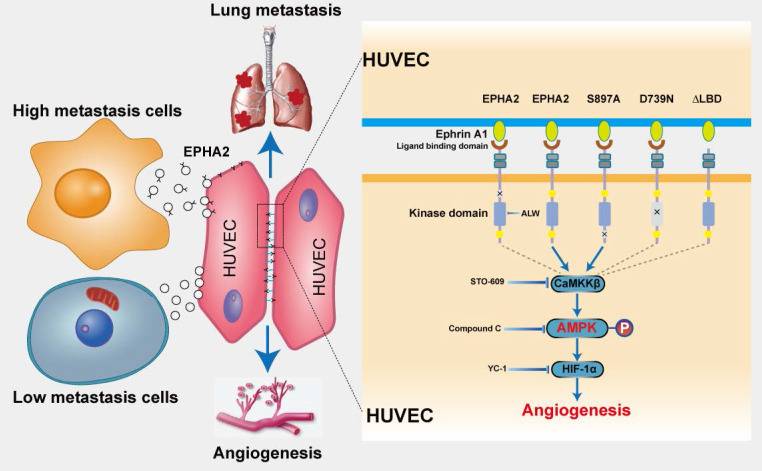 Lung metastasis
High metastasis cells
EPHA2
HUVEC
HUVEC
Low metastasis cells
Angiogenesis
HUVEC
EPHA2 EPHA2 S897A D739N ΔLBD
Ephrin A1
Ligand binding domain
× 
Kinase domain
ALW
×
×
STO-609
CaMKKβ
Compound C
AMPK
P
YC-1
HIF-1α
Angiogenesis
HUVEC